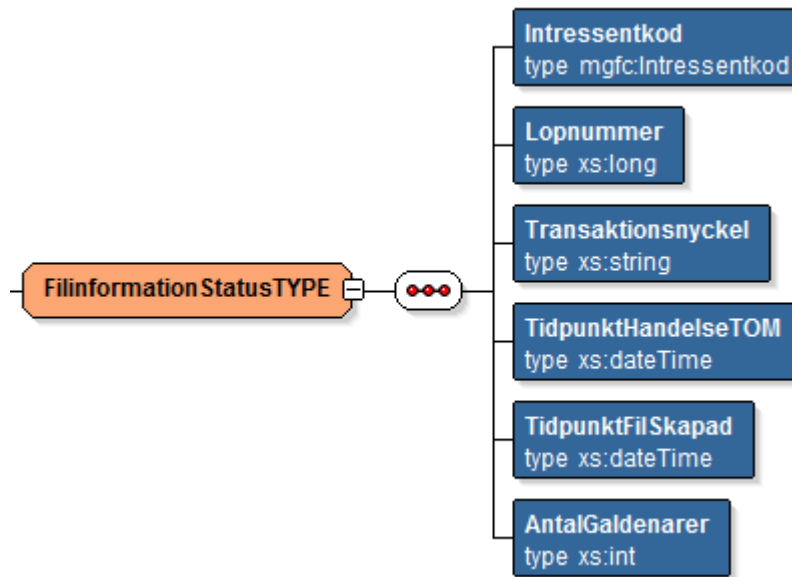 Intressentkod
type mgfc:Intressentkod
Lopnummer
type xs:long
Transaktionsnyckel
type xs:string
FilinformationStatusTYPE
TidpunktHandelseTOM
type xs:dateTime
TidpunktFilSkapad
type xs:dateTime
AntalGaldenarer
type xs:int